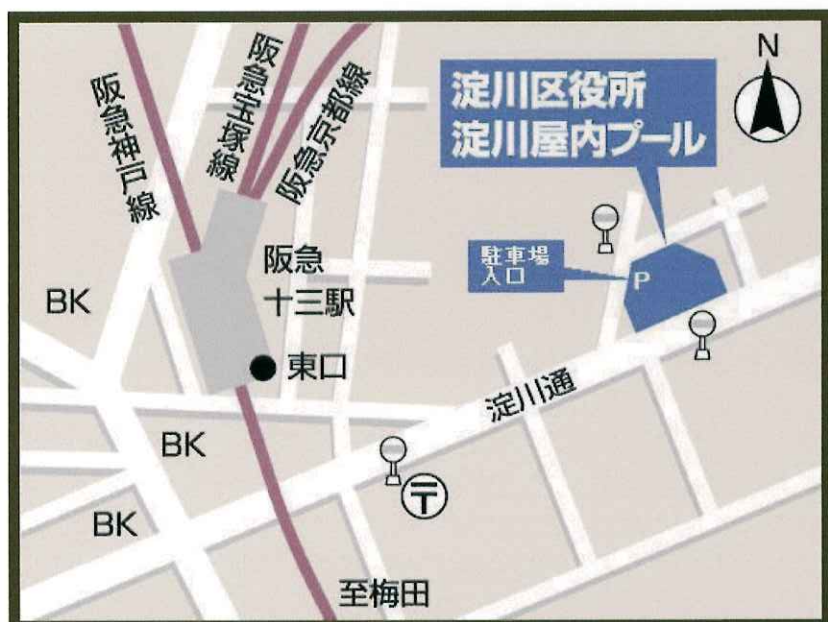 阪急神戸線
阪急宝塚線
阪急京都線
淀川区役所
淀川屋内プール
N
駐車場
入口
P
阪急
十三駅
東口
BK
BK
BK
淀川通
〒
至梅田